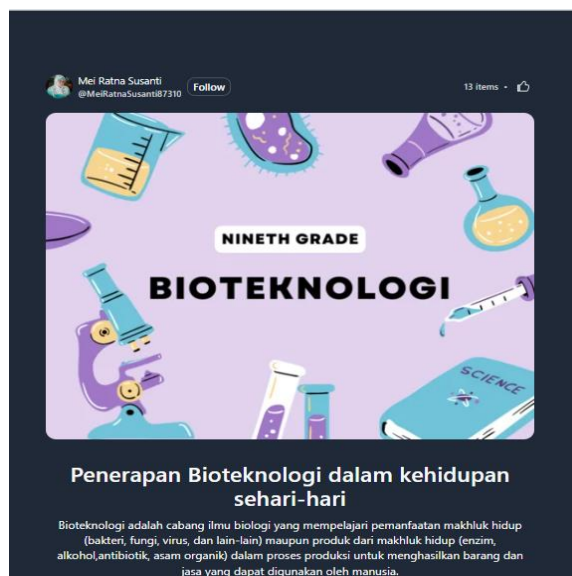 Mei Ratna Susanti
@MeiRatnaSusanti87310
Follow
13 items •
NINETH GRADE
BIOTEKNOLOGI
SCIENCE
Penerapan Bioteknologi dalam kehidupan
sehari-hari
Bioteknologi adalah cabang ilmu biologi yang mempelajari pemanfaatan makhluk hidup
(bakteri, fungi, virus, dan lain-lain) maupun produk dari makhluk hidup (enzim,
alkohol,antibiotik, asam organik) dalam proses produksi untuk menghasilkan barang dan
jasa yang dapat digunakan oleh manusia.